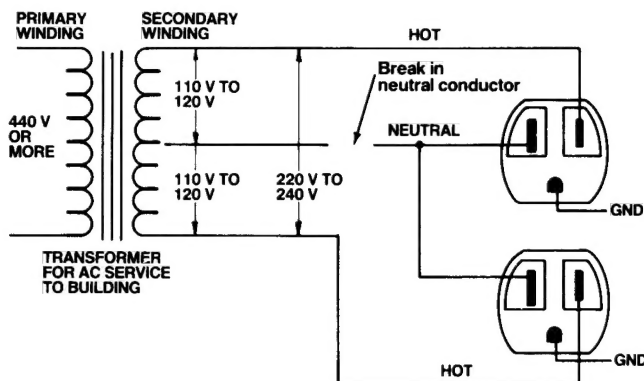 PRIMARY
WINDING
SECONDARY
WINDING
HOT
110 V TO
120 V
Break in
neutral conductor
440 V
OR
MORE
NEUTRAL
110 V TO
120 V
220 V TO
240 V
GND
TRANSFORMER
FOR AC SERVICE
TO BUILDING
GND
HOT